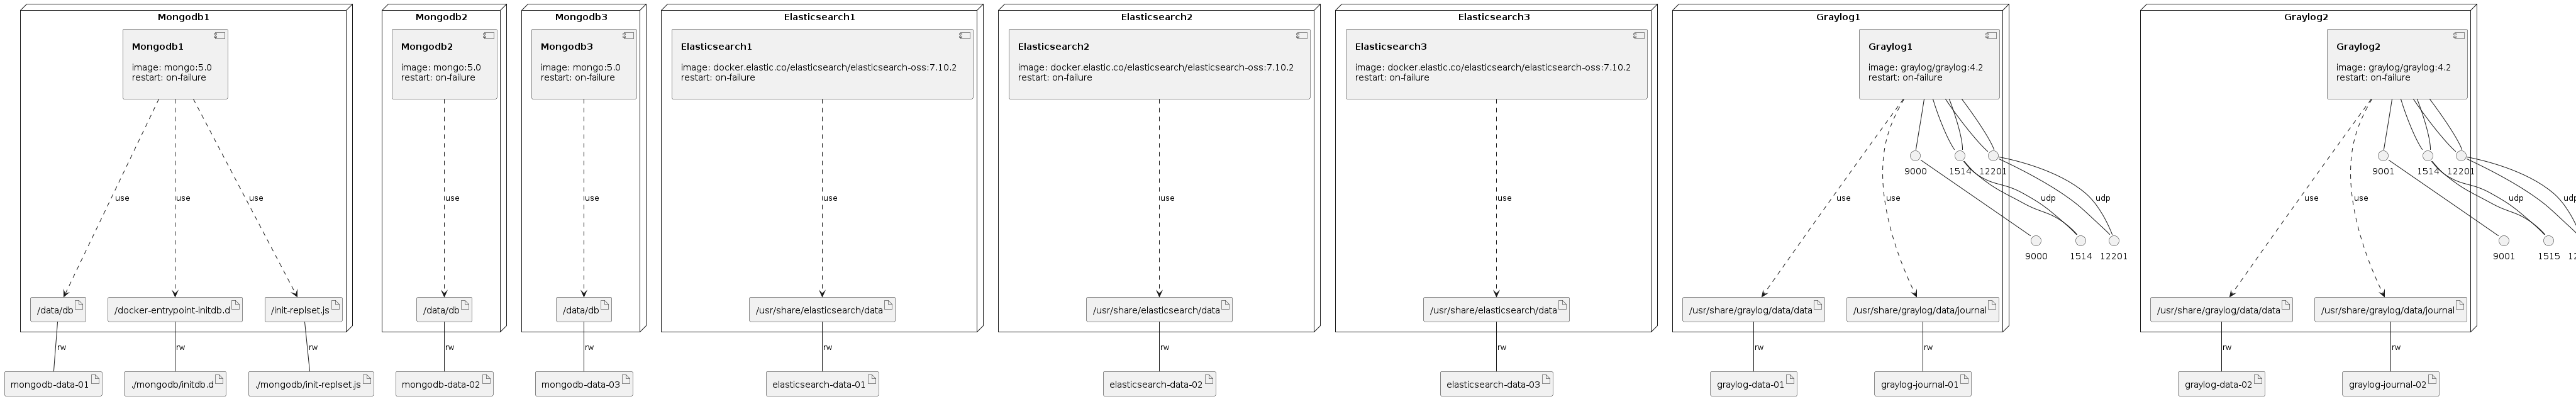 Mongodb1
Mongodb1
image: mongo:5.0
restart: on-failure
use
use
use
/data/db
/docker-entrypoint-initdb.d
/init-replset.js
rw
rw
rw
mongodb-data-01
./mongodb/initdb.d
./mongodb/init-replset.js
Mongodb2
Mongodb2
image: mongo:5.0
restart: on-failure
use
/data/db
rw
mongodb-data-02
Mongodb3
Mongodb3
image: mongo:5.0
restart: on-failure
use
/data/db
rw
mongodb-data-03
Elasticsearch1
Elasticsearch1
image: docker.elastic.co/elasticsearch/elasticsearch-oss:7.10.2
restart: on-failure
use
/usr/share/elasticsearch/data
rw
elasticsearch-data-01
Elasticsearch2
Elasticsearch2
image: docker.elastic.co/elasticsearch/elasticsearch-oss:7.10.2
restart: on-failure
use
/usr/share/elasticsearch/data
rw
elasticsearch-data-02
Elasticsearch3
Elasticsearch3
image: docker.elastic.co/elasticsearch/elasticsearch-oss:7.10.2
restart: on-failure
use
/usr/share/elasticsearch/data
rw
elasticsearch-data-03
Graylog1
Graylog1
image: graylog/graylog:4.2
restart: on-failure
9000
1514
12201
use
use
udp
udp
9000
1514
12201
/usr/share/graylog/data/data
/usr/share/graylog/data/journal
rw
rw
graylog-data-01
graylog-journal-01
Graylog2
Graylog2
image: graylog/graylog:4.2
restart: on-failure
9001
1514
12201
use
use
udp
udp
9001
1515
/usr/share/graylog/data/data
/usr/share/graylog/data/journal
rw
rw
graylog-data-02
graylog-journal-02